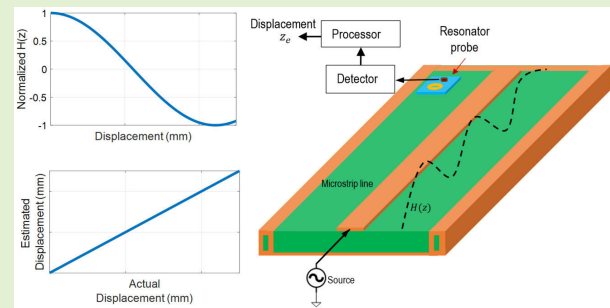 Normalized H(z)
1
0.5
0
-0.5
-1
Displacement (mm)
Estimated
Displacement (mm)
Actual
Displacement (mm)
Displacement
zₑ
Processor
Detector
Resonator
probe
Microstrip line
H(z)
Source